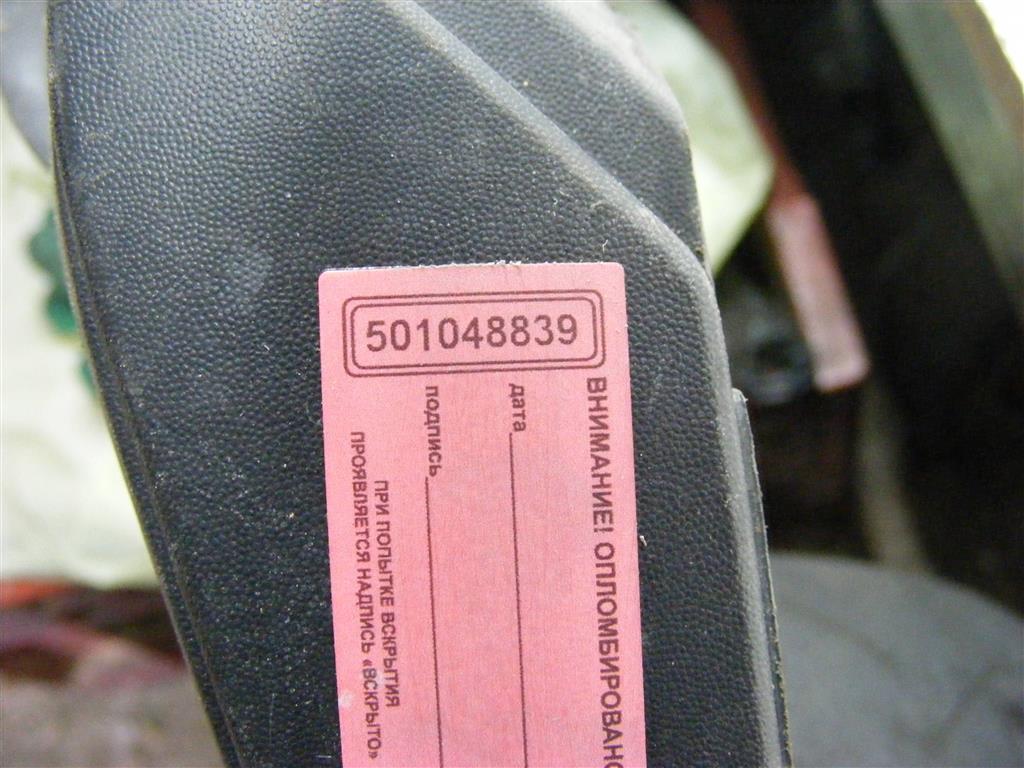 501048839
ВНИМАНИЕ! ОПЛОМБИРОВАНО
дата
подпись
ПРИ ПОПЫТКЕ ВСКРЫТИЯ
ПРОЯВЛЯЕТСЯ НАДПИСЬ «ВСКРЫТО»